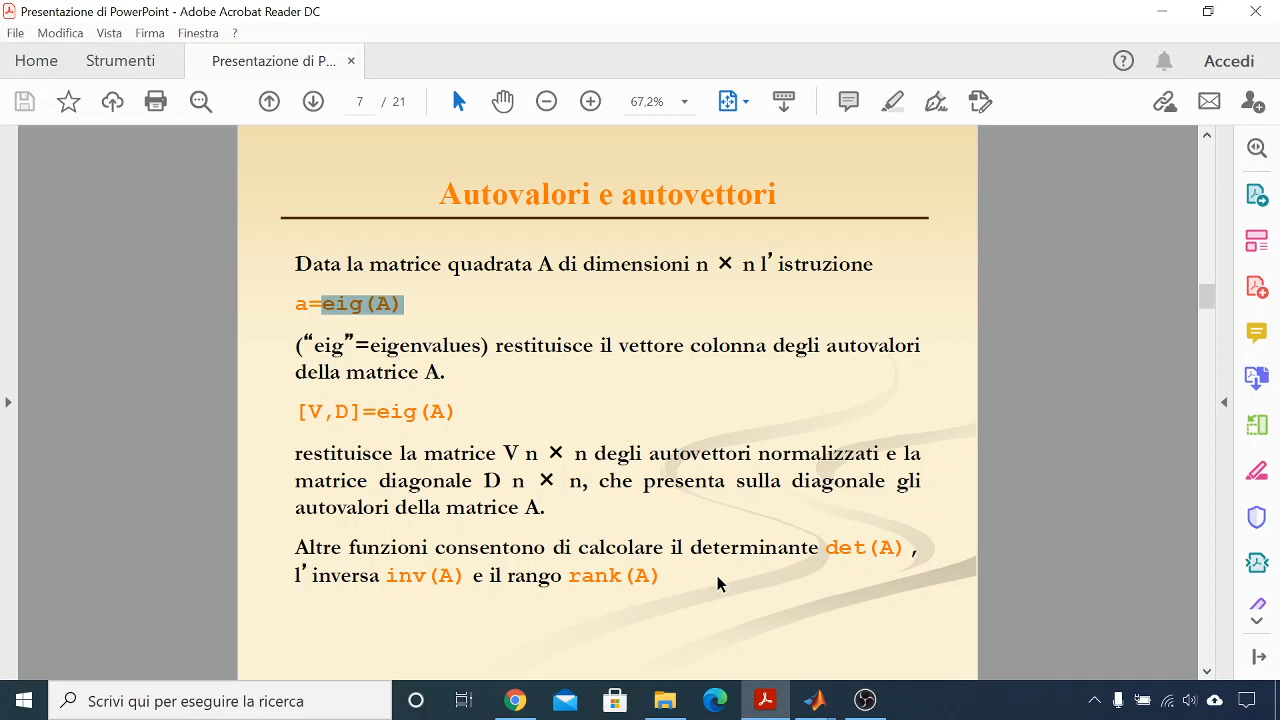 Presentazione di PowerPoint - Adobe Acrobat Reader DC
File Modifica Vista Firma Finestra ?
Home Strumenti Presentazione di P... × Accedi
7 / 21 67,2%
Autovalori e autovettori
Data la matrice quadrata A di dimensioni n × n l’istruzione
a=eig(A)
(“eig”=eigenvalues) restituisce il vettore colonna degli autovalori
della matrice A.
[V,D]=eig(A)
restituisce la matrice V n × n degli autovettori normalizzati e la
matrice diagonale D n × n, che presenta sulla diagonale gli
autovalori della matrice A.
Altre funzioni consentono di calcolare il determinante det(A) ,
l’inversa inv(A) e il rango rank(A)
Scrivi qui per eseguire la ricerca